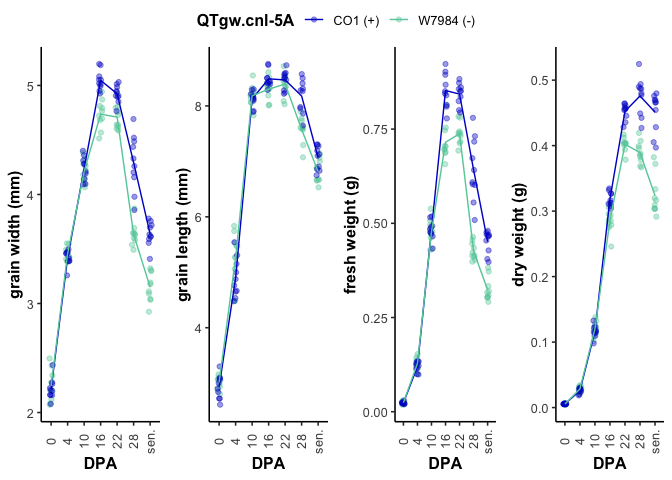 QTgw.cnl-5A CO1 (+) W7984 (-)
grain width (mm)
5
4
3
2
0 4 10 16 22 28 sen.
DPA
grain length (mm)
8
6
4
0 4 10 16 22 28 sen.
DPA
fresh weight (g)
0.75
0.50
0.25
0.00
0 4 10 16 22 28 sen.
DPA
dry weight (g)
0.5
0.4
0.3
0.2
0.1
0.0
0 4 10 16 22 28 sen.
DPA